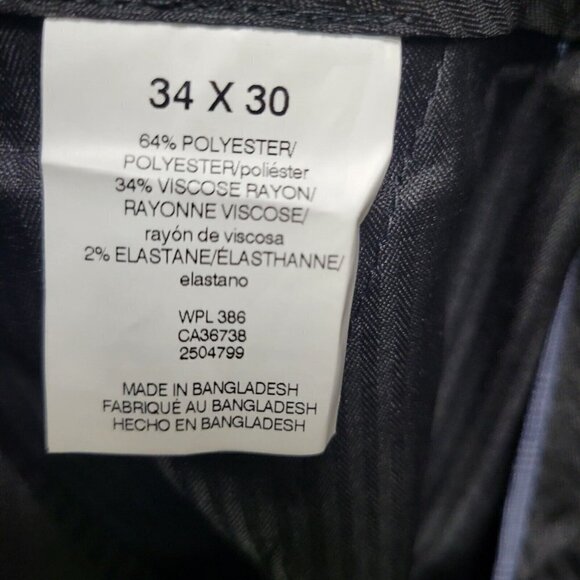 34 X 30
64% POLYESTER/
POLYESTER/poliéster
34% VISCOSE RAYON/
RAYONNE VISCOSE/
rayón de viscosa
2% ELASTANE/ÉLASTHANNE/
elastano
WPL 386
CA36738
2504799
MADE IN BANGLADESH
FABRIQUÉ AU BANGLADESH
HECHO EN BANGLADESH